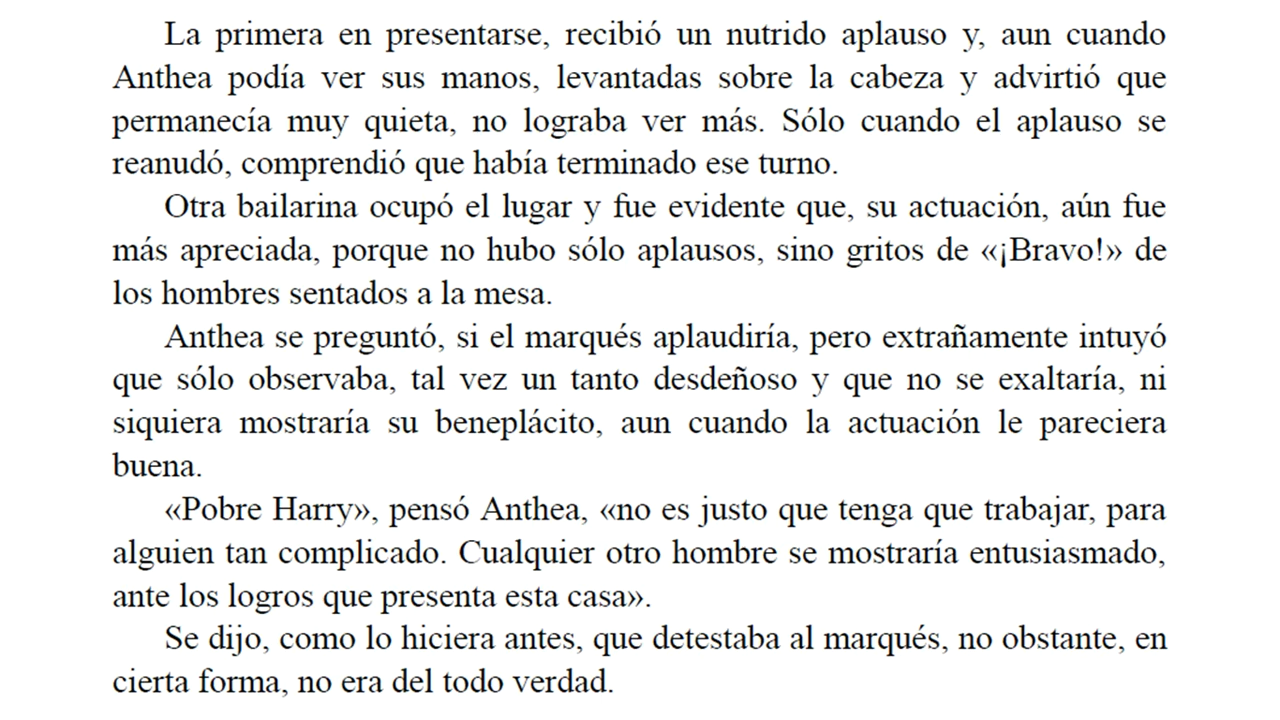 La primera en presentarse, recibió un nutrido aplauso y, aun cuando
Anthea podía ver sus manos, levantadas sobre la cabeza y advirtió que
permanecía muy quieta, no lograba ver más. Sólo cuando el aplauso se
reanudó, comprendió que había terminado ese turno.
Otra bailarina ocupó el lugar y fue evidente que, su actuación, aún fue
más apreciada, porque no hubo sólo aplausos, sino gritos de «¡Bravo!» de
los hombres sentados a la mesa.
Anthea se preguntó, si el marqués aplaudiría, pero extrañamente intuyó
que sólo observaba, tal vez un tanto desdeñoso y que no se exaltaría, ni
siquiera mostraría su beneplácito, aun cuando la actuación le pareciera
buena.
«Pobre Harry», pensó Anthea, «no es justo que tenga que trabajar, para
alguien tan complicado. Cualquier otro hombre se mostraría entusiasmado,
ante los logros que presenta esta casa».
Se dijo, como lo hiciera antes, que detestaba al marqués, no obstante, en
cierta forma, no era del todo verdad.